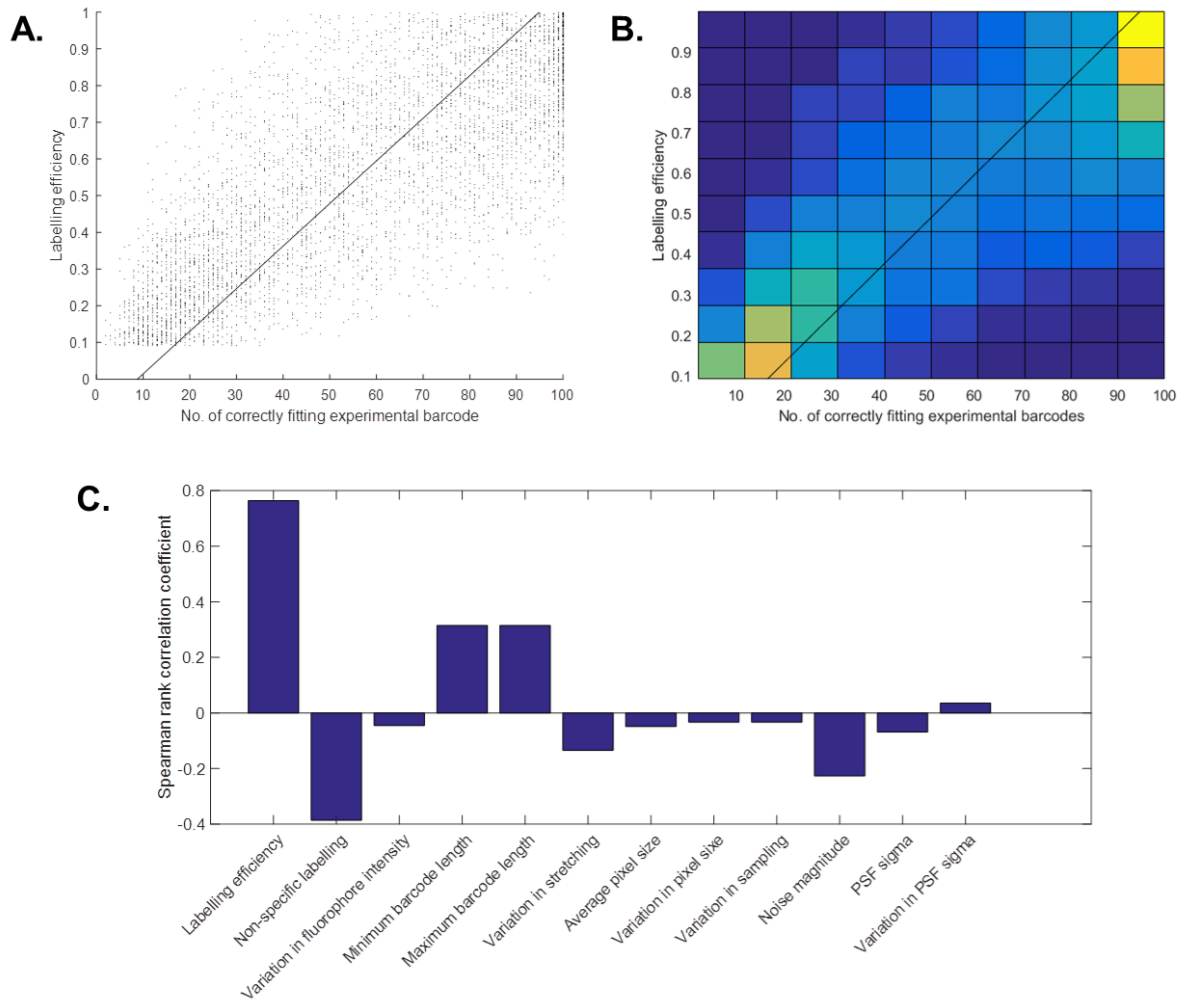 A.
1
0.9
0.8
0.7
0.6
0.5
0.4
0.3
0.2
0.1
0
Labelling efficiency
0 10 20 30 40 50 60 70 80 90 100
No. of correctly fitting experimental barcode
B.
0.9
0.8
0.7
0.6
0.5
0.4
0.3
0.2
0.1
Labelling efficiency
10 20 30 40 50 60 70 80 90 100
No. of correctly fitting experimental barcodes
C.
0.8
0.6
0.4
0.2
0
-0.2
-0.4
Spearman rank correlation coefficient
Labelling efficiency
Non-specific labelling
Variation in fluorophore intensity
Minimum barcode length
Maximum barcode length
Variation in stretching
Average pixel size
Variation in pixel sixe
Variation in sampling
Noise magnitude
PSF sigma
Variation in PSF sigma